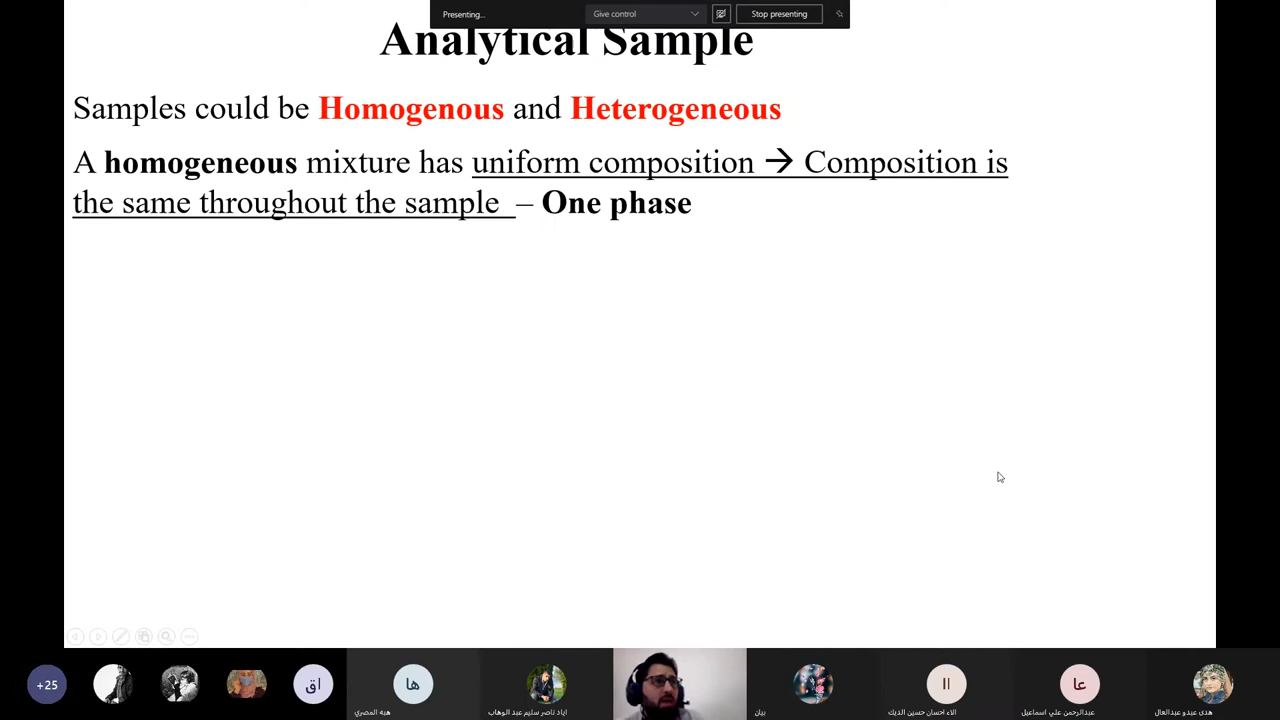 Presenting...
Give control
Stop presenting
Analytical Sample
Samples could be Homogenous and Heterogeneous
A homogeneous mixture has uniform composition → Composition is
the same throughout the sample – One phase
+25
اق
ها
هبه المصري
اياد ناصر سليم عبد الوهاب
بيان
اا
الاء احسان حسين الديك
عا
عبدالرحمن علي اسماعيل
هدى عبدو عبدالعال